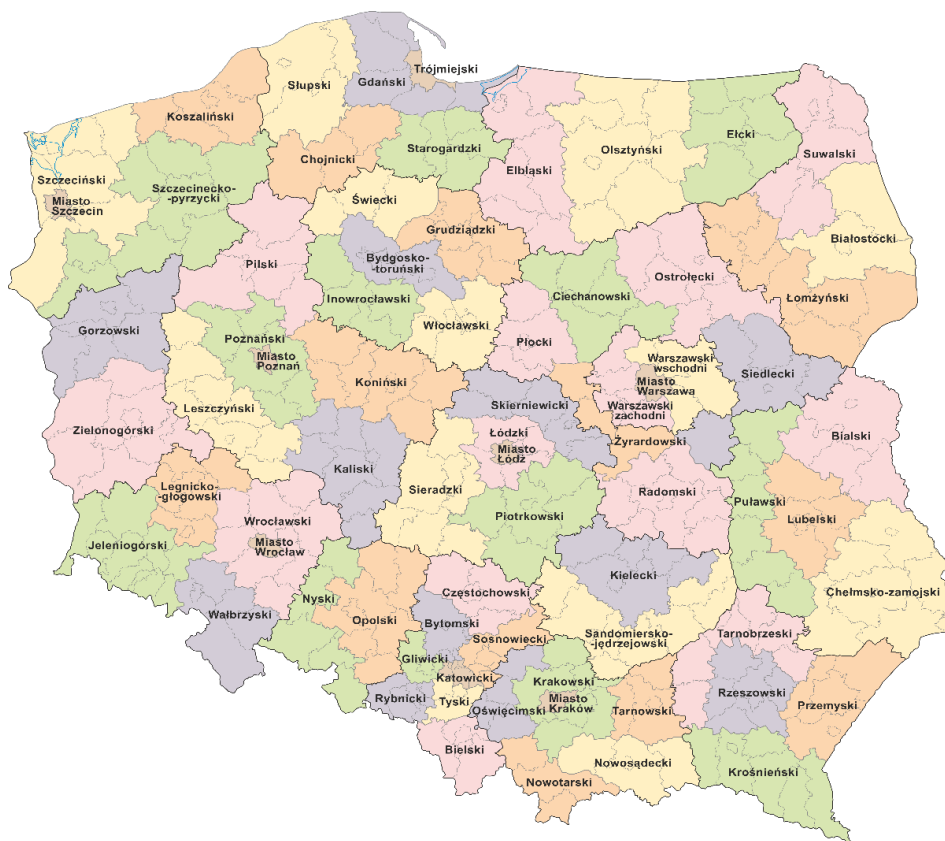 Trójmiejski
Gdański
Słupski
Koszaliński
Ełcki
Starogardzki
Olsztyński
Suwalski
Chojnicki
Elbląski
Szczeciński
Szczecinecko-
-pyrzycki
Miasto
Szczecin
Świecki
Grudziądzki
Białostocki
Bydgosko-
-toruński
Pilski
Ostrołęcki
Inowrocławski
Ciechanowski
Łomżyński
Gorzowski
Włocławski
Poznański
Miasto
Poznań
Płocki
Warszawski
wschodni
Siedlecki
Koniński
Miasto
Warszawa
Leszczyński
Skierniewicki
Warszawski
zachodni
Zielonogórski
Łódzki
Miasto
Łódź
Żyrardowski
Bialski
Kaliski
Legnicko-
-głogowski
Sieradzki
Radomski
Puławski
Wrocławski
Piotrkowski
Lubelski
Jeleniogórski
Miasto
Wrocław
Kielecki
Częstochowski
Chełmsko-zamojski
Nyski
Wałbrzyski
Opolski
Bytomski
Sosnowiecki
Sandomiersko-
-jędrzejowski
Tarnobrzeski
Gliwicki
Katowicki
Krakowski
Rzeszowski
Rybnicki
Tyski
Oświęcimski
Miasto
Kraków
Tarnowski
Przemyski
Bielski
Nowosądecki
Krośnieński
Nowotarski